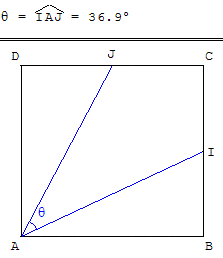 θ = IAJ = 36.9°
D J C
I
θ
A B